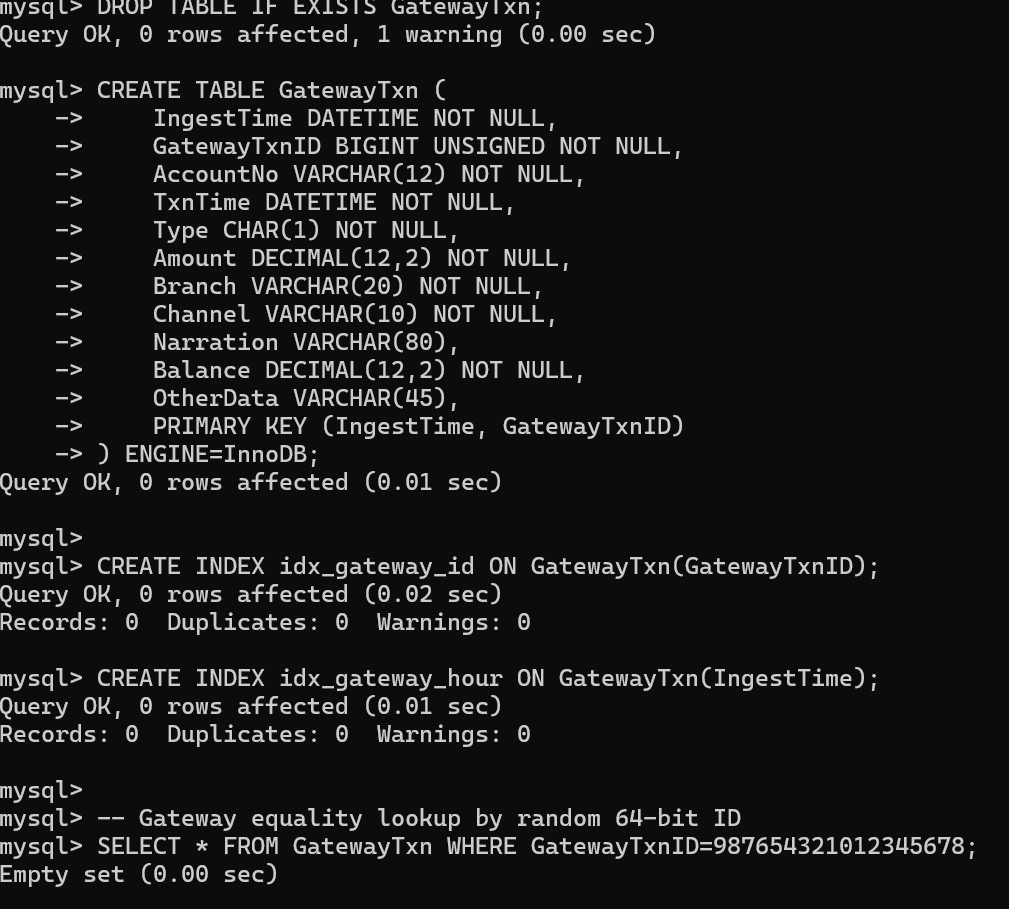 mysql> DROP TABLE IF EXISTS GatewayTxn;
Query OK, 0 rows affected, 1 warning (0.00 sec)
mysql> CREATE TABLE GatewayTxn (
    ->     IngestTime DATETIME NOT NULL,
    ->     GatewayTxnID BIGINT UNSIGNED NOT NULL,
    ->     AccountNo VARCHAR(12) NOT NULL,
    ->     TxnTime DATETIME NOT NULL,
    ->     Type CHAR(1) NOT NULL,
    ->     Amount DECIMAL(12,2) NOT NULL,
    ->     Branch VARCHAR(20) NOT NULL,
    ->     Channel VARCHAR(10) NOT NULL,
    ->     Narration VARCHAR(80),
    ->     Balance DECIMAL(12,2) NOT NULL,
    ->     OtherData VARCHAR(45),
    ->     PRIMARY KEY (IngestTime, GatewayTxnID)
    -> ) ENGINE=InnoDB;
Query OK, 0 rows affected (0.01 sec)
mysql>
mysql> CREATE INDEX idx_gateway_id ON GatewayTxn(GatewayTxnID);
Query OK, 0 rows affected (0.02 sec)
Records: 0  Duplicates: 0  Warnings: 0
mysql> CREATE INDEX idx_gateway_hour ON GatewayTxn(IngestTime);
Query OK, 0 rows affected (0.01 sec)
Records: 0  Duplicates: 0  Warnings: 0
mysql>
mysql> -- Gateway equality lookup by random 64-bit ID
mysql> SELECT * FROM GatewayTxn WHERE GatewayTxnID=987654321012345678;
Empty set (0.00 sec)